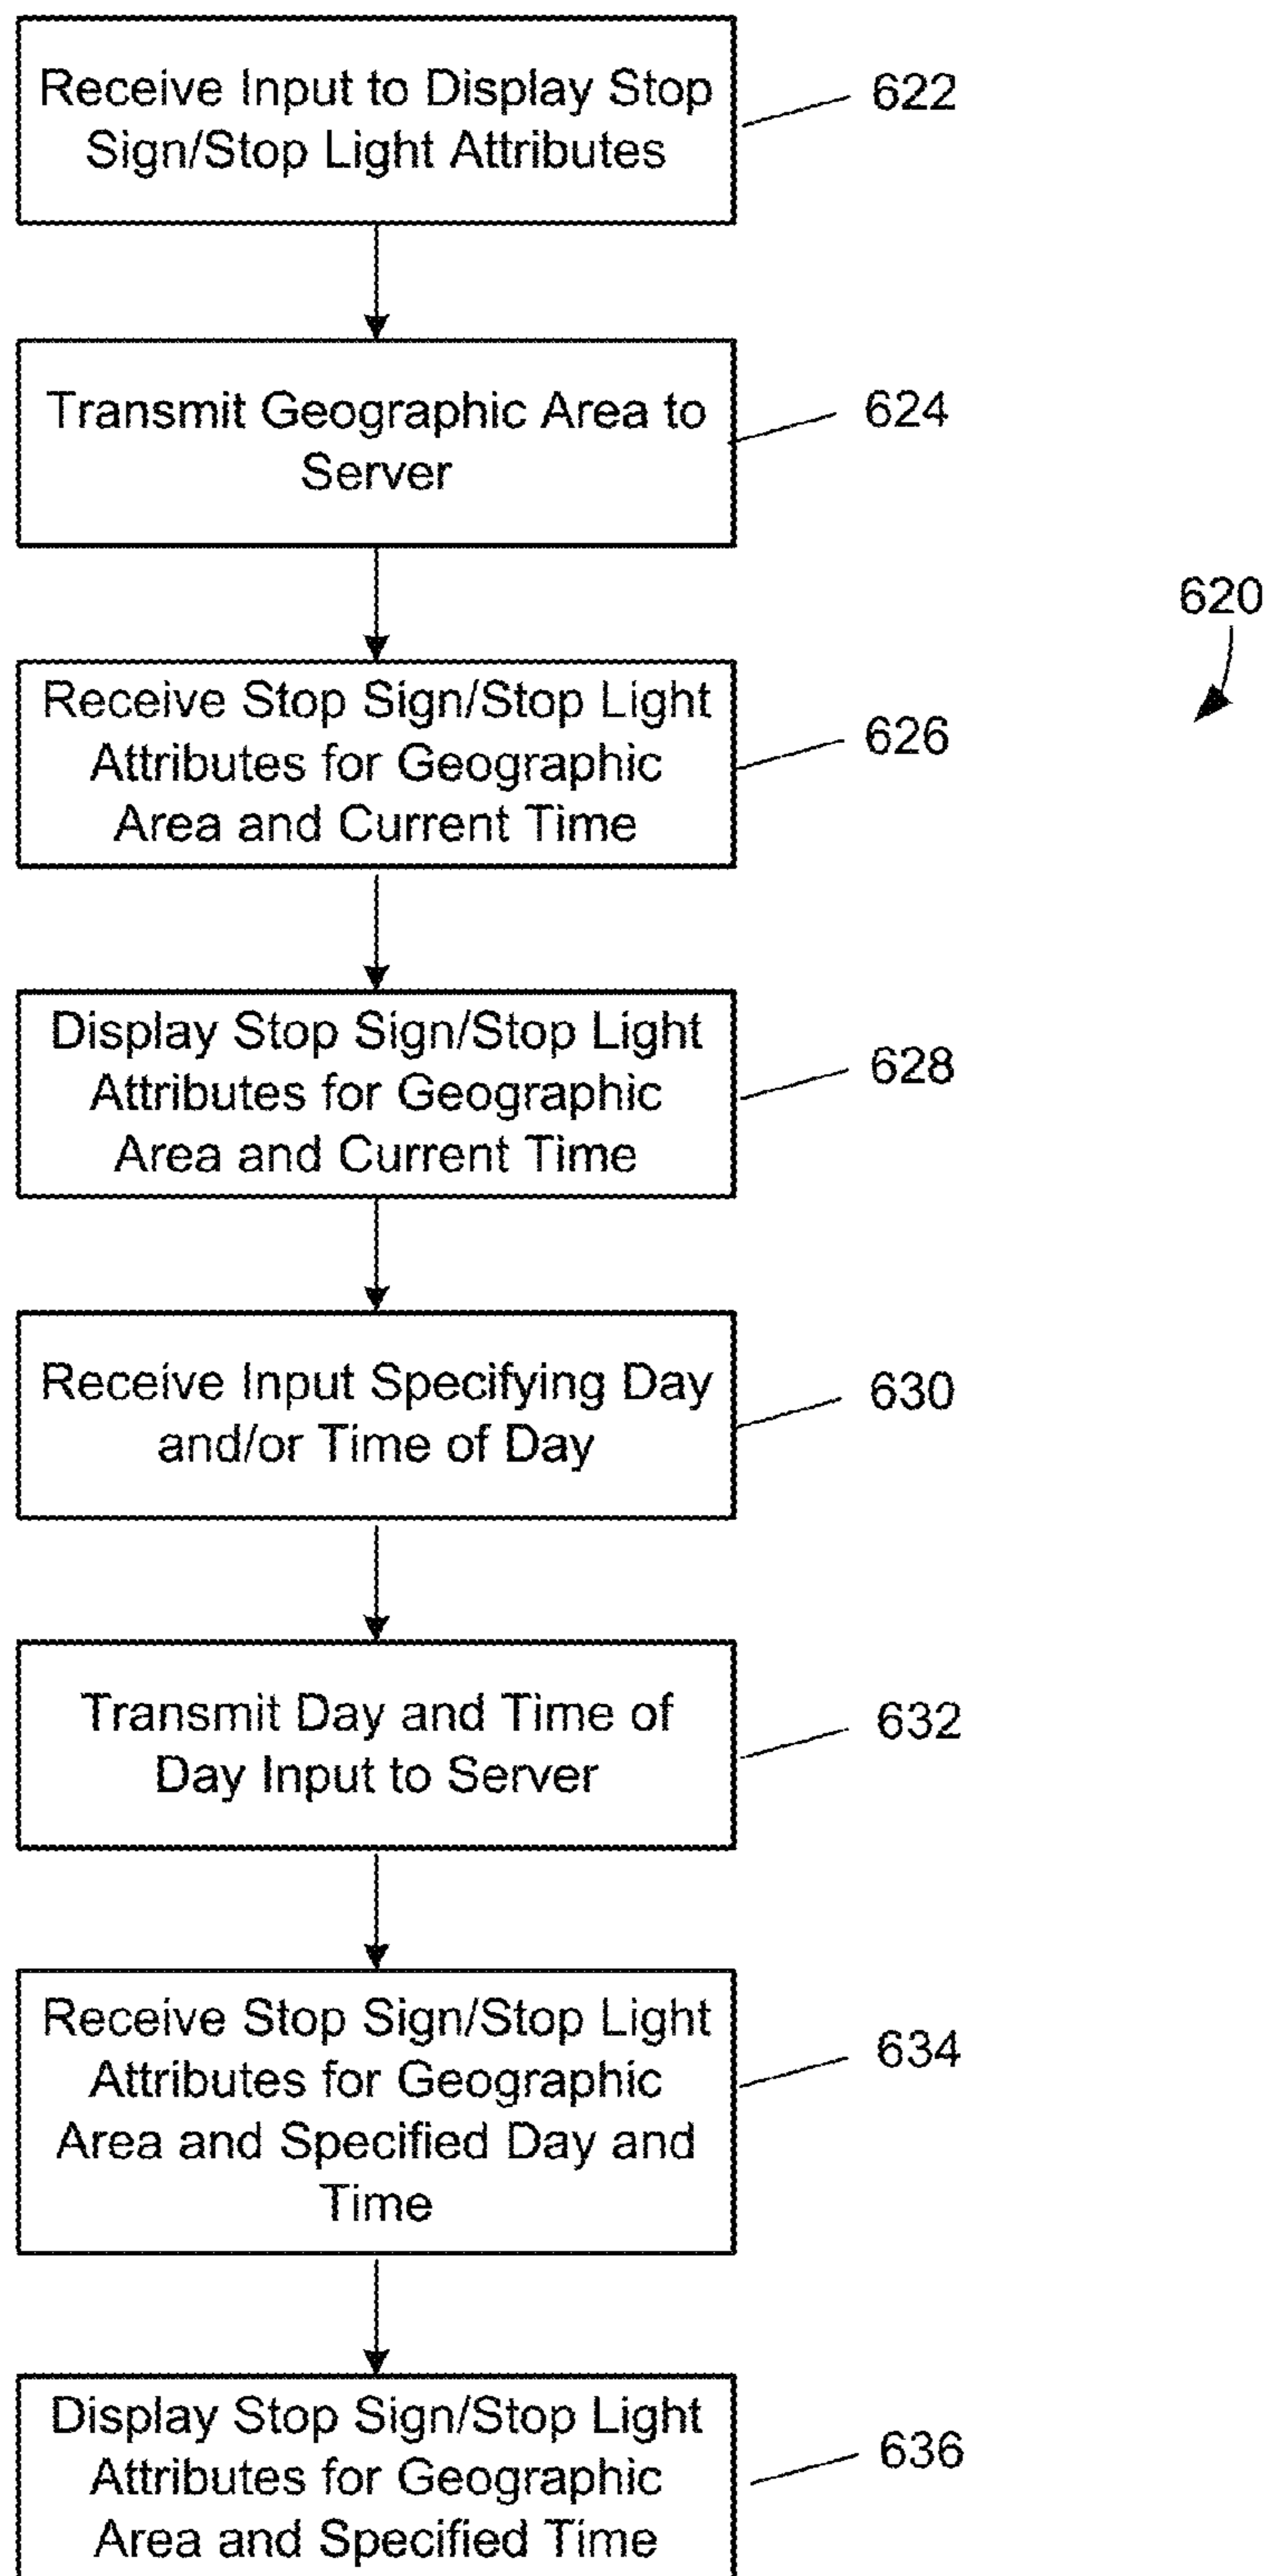 Receive Input to Display Stop
Sign/Stop Light Attributes
622
Transmit Geographic Area to
Server
624
620
Receive Stop Sign/Stop Light
Attributes for Geographic
Area and Current Time
626
Display Stop Sign/Stop Light
Attributes for Geographic
Area and Current Time
628
Receive Input Specifying Day
and/or Time of Day
630
Transmit Day and Time of
Day Input to Server
632
Receive Stop Sign/Stop Light
Attributes for Geographic
Area and Specified Day and
Time
634
Display Stop Sign/Stop Light
Attributes for Geographic
Area and Specified Time
636